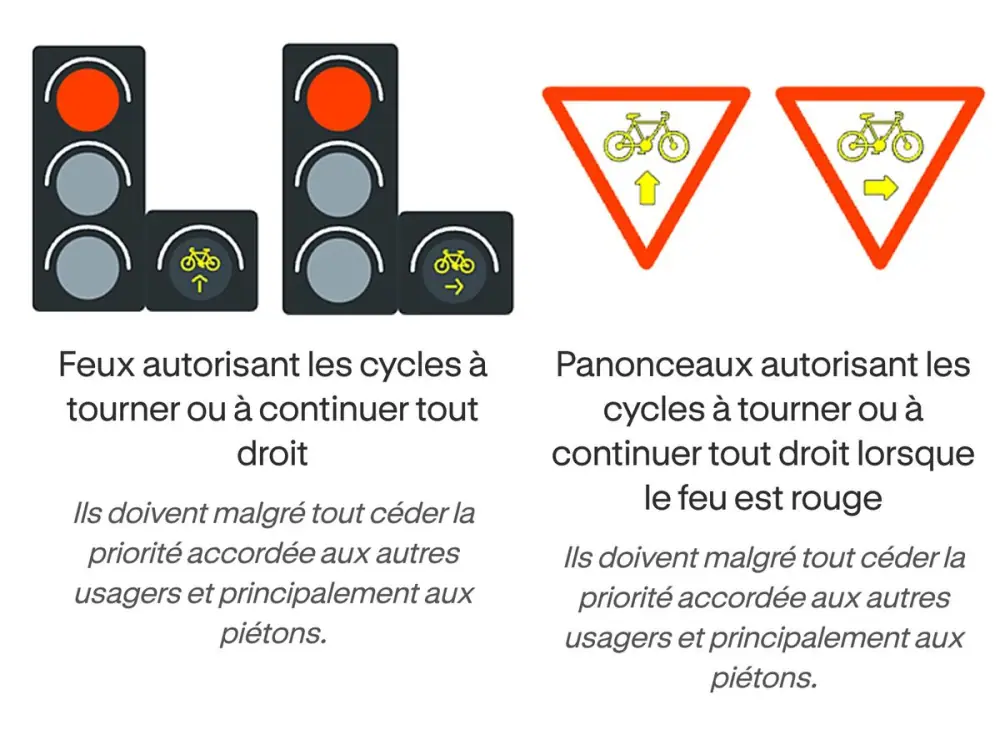 Feux autorisant les cycles à
tourner ou à continuer tout
droit
Ils doivent malgré tout céder la
priorité accordée aux autres
usagers et principalement aux
piétons.
Panonceaux autorisant les
cycles à tourner ou à
continuer tout droit lorsque
le feu est rouge
Ils doivent malgré tout céder la
priorité accordée aux autres
usagers et principalement aux
piétons.